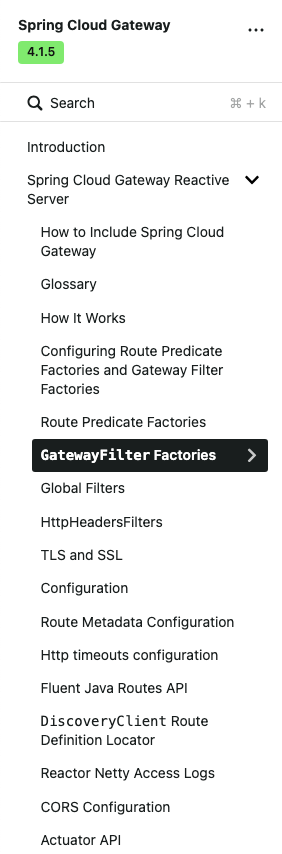 Spring Cloud Gateway
4.1.5
Search ⌘ + k
Introduction
Spring Cloud Gateway Reactive
Server
How to Include Spring Cloud
Gateway
Glossary
How It Works
Configuring Route Predicate
Factories and Gateway Filter
Factories
Route Predicate Factories
GatewayFilter Factories
Global Filters
HttpHeadersFilters
TLS and SSL
Configuration
Route Metadata Configuration
Http timeouts configuration
Fluent Java Routes API
DiscoveryClient Route
Definition Locator
Reactor Netty Access Logs
CORS Configuration
Actuator API